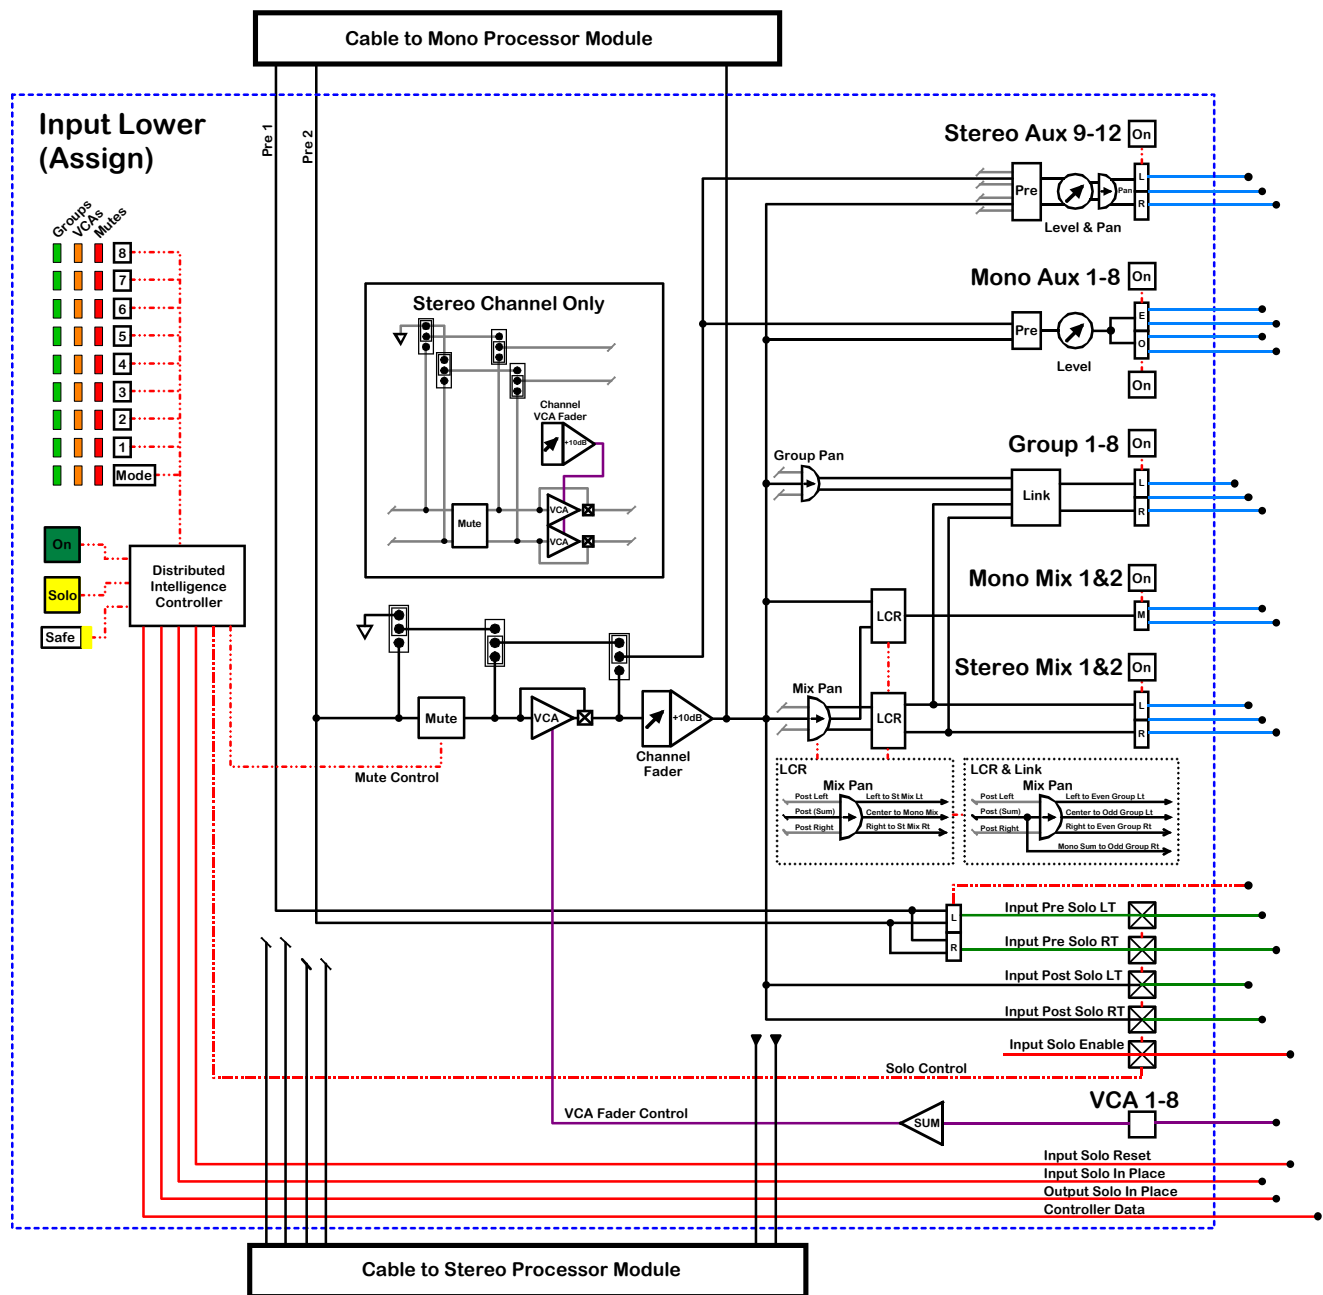 Cable to Mono Processor Module
Input Lower
(Assign)
Pre 1
Pre 2
Groups
VCAs
Mutes
8
7
6
5
4
3
2
1
Mode
On
Solo
Safe
Distributed
Intelligence
Controller
Stereo Channel Only
Channel
VCA Fader
+10dB
Mute
VCA
VCA
Mute
VCA
+10dB
Channel
Fader
Mute Control
Stereo Aux 9-12
On
Pre
Pan
L
R
Level & Pan
Mono Aux 1-8
On
Pre
E
O
Level
On
Group 1-8
On
Group Pan
Link
L
R
Mono Mix 1&2
On
LCR
M
Stereo Mix 1&2
On
Mix Pan
LCR
L
R
LCR
Mix Pan
Post Left
Left to St Mix Lt
Post (Sum)
Center to Mono Mix
Post Right
Right to St Mix Rt
LCR & Link
Mix Pan
Post Left
Left to Even Group Lt
Post (Sum)
Center to Odd Group Lt
Post Right
Right to Even Group Rt
Mono Sum to Odd Group Rt
L
R
Input Pre Solo LT
Input Pre Solo RT
Input Post Solo LT
Input Post Solo RT
Input Solo Enable
Solo Control
VCA 1-8
VCA Fader Control
SUM
Input Solo Reset
Input Solo In Place
Output Solo In Place
Controller Data
Cable to Stereo Processor Module